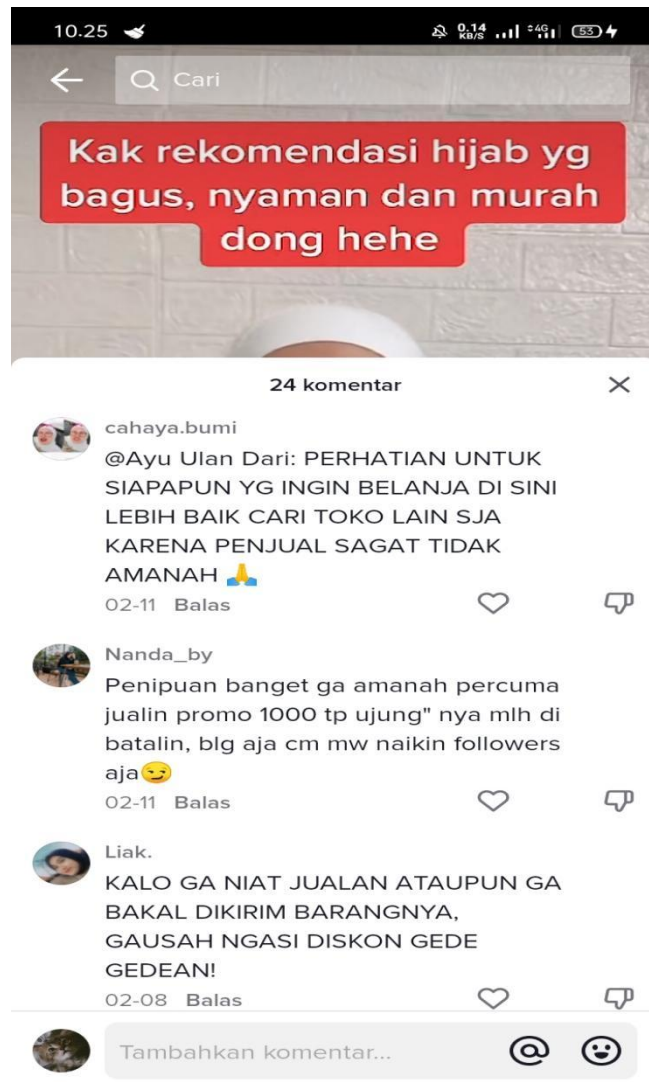 10.25
0.14
KB/S
4G
53
Cari
Kak rekomendasi hijab yg
bagus, nyaman dan murah
dong hehe
24 komentar
cahaya.bumi
@Ayu Ulan Dari: PERHATIAN UNTUK
SIAPAPUN YG INGIN BELANJA DI SINI
LEBIH BAIK CARI TOKO LAIN SJA
KARENA PENJUAL SAGAT TIDAK
AMANAH 🙏
02-11 Balas
Nanda_by
Penipuan banget ga amanah percuma
jualin promo 1000 tp ujung" nya mlh di
batalin, blg aja cm mw naikin followers
aja😏
02-11 Balas
Liak.
KALO GA NIAT JUALAN ATAUPUN GA
BAKAL DIKIRIM BARANGNYA,
GAUSAH NGASI DISKON GEDE
GEDEAN!
02-08 Balas
Tambahkan komentar...